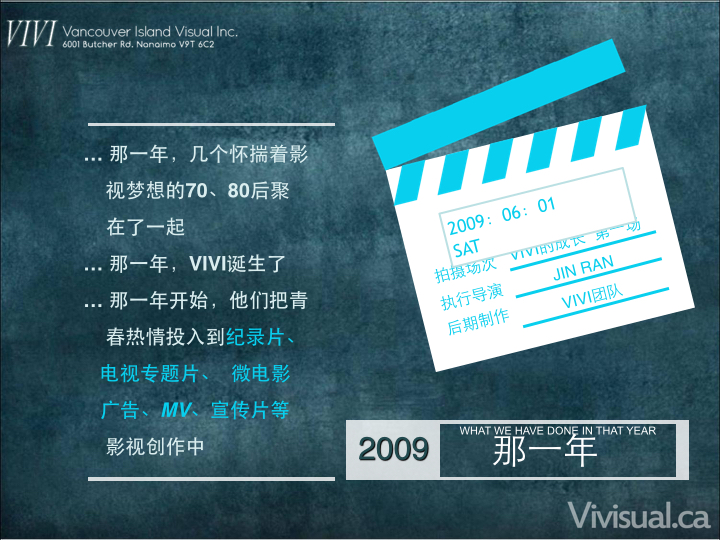 VIVI Vancouver Island Visual Inc.
6001 Butcher Rd. Nanaimo V9T 6C2
… 那一年，几个怀揣着影
视梦想的70、80后聚
在了一起
… 那一年，VIVI诞生了
… 那一年开始，他们把青
春热情投入到纪录片、
电视专题片、 微电影
广告、MV、宣传片等
影视创作中
2009：06：01
SAT
拍摄场次 VIVI的成长 第一场
执行导演 JIN RAN
后期制作 VIVI团队
2009
WHAT WE HAVE DONE IN THAT YEAR
那一年
Vivisual.ca